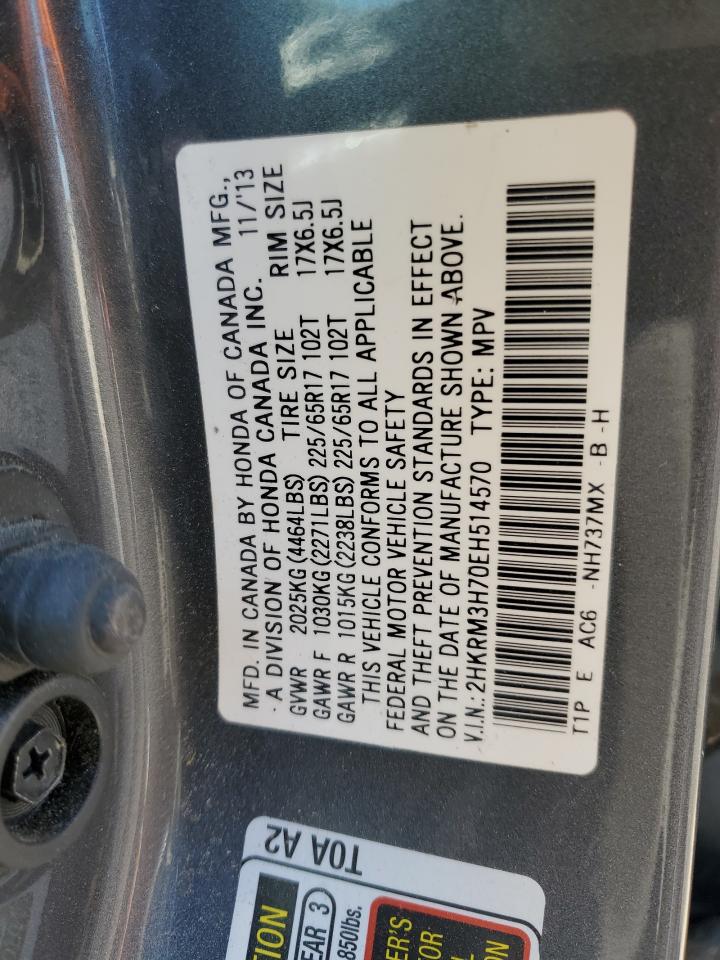 MFD. IN CANADA BY HONDA OF CANADA MFG.,
A DIVISION OF HONDA CANADA INC. 11/'13
GVWR 2025KG (4464LBS) TIRE SIZE RIM SIZE
GAWR F 1030KG (2271LBS) 225/65R17 102T 17X6.5J
GAWR R 1015KG (2238LBS) 225/65R17 102T 17X6.5J
THIS VEHICLE CONFORMS TO ALL APPLICABLE
FEDERAL MOTOR VEHICLE SAFETY
AND THEFT PREVENTION STANDARDS IN EFFECT
ON THE DATE OF MANUFACTURE SHOWN ABOVE.
V.I.N.: 2HKRM3H70EH514570 TYPE: MPV
T1P E AC6 -NH737MX -B -H
T0A A2
3
850lbs.